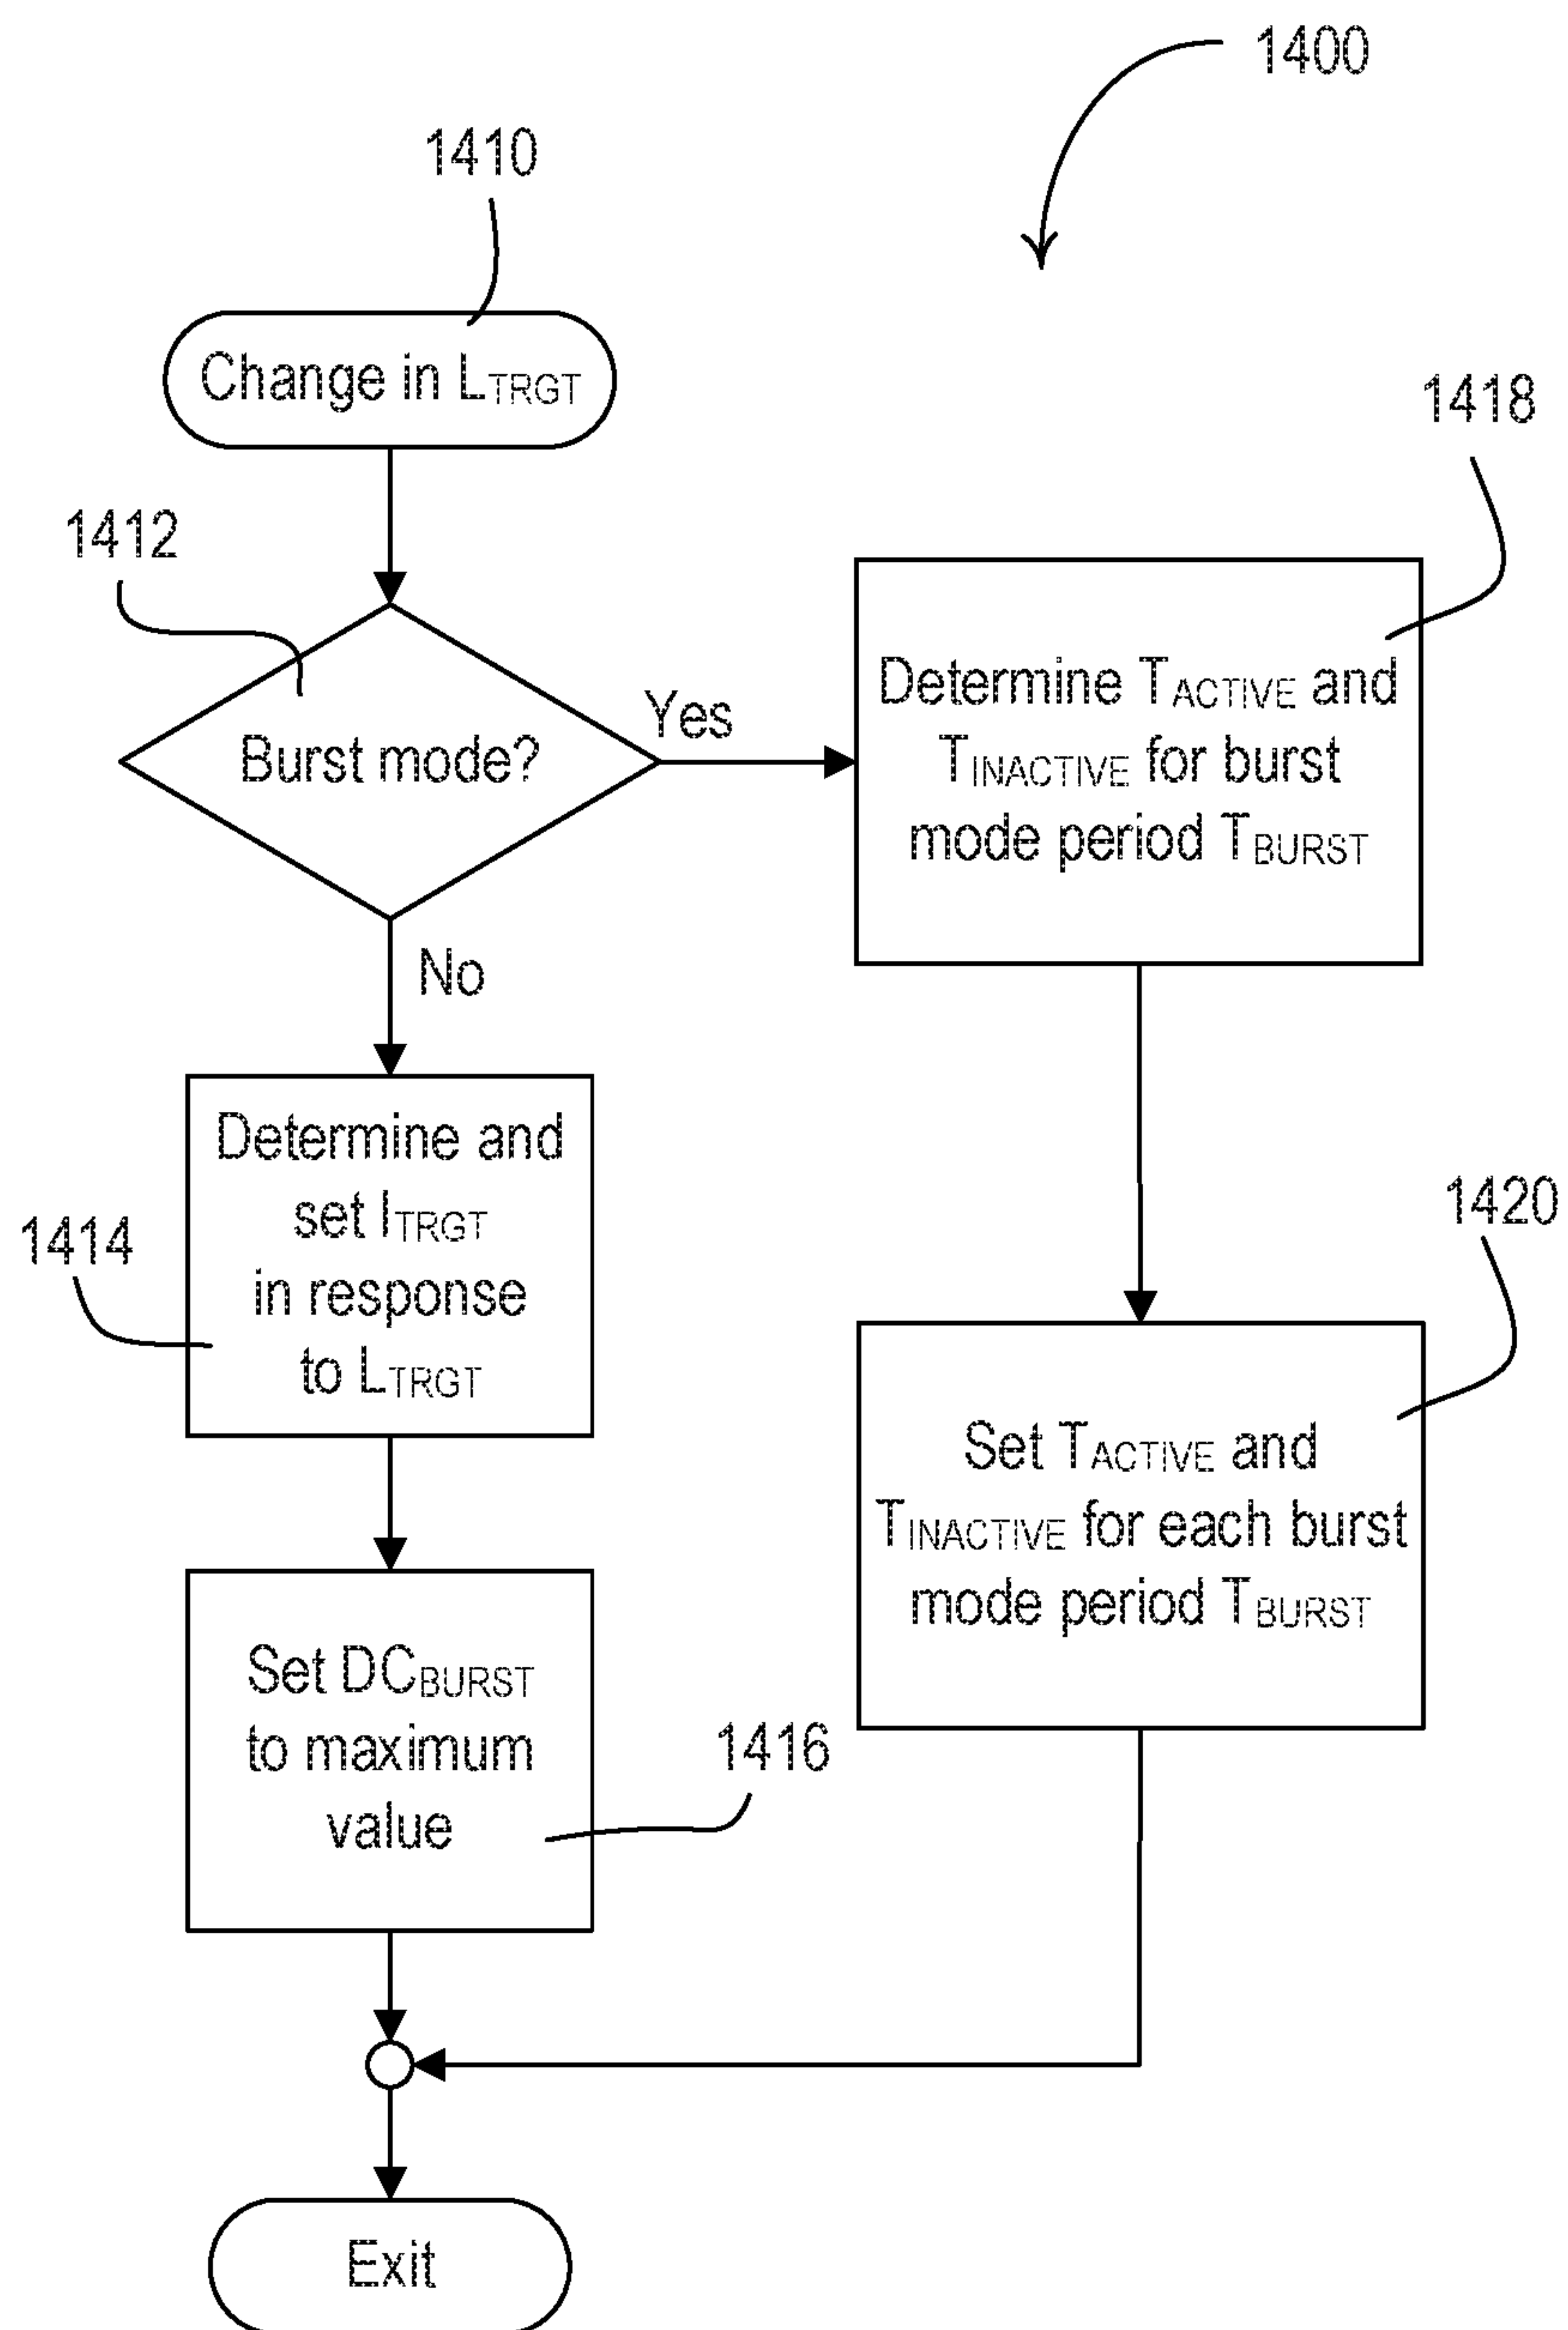 1400
1410
Change in LTRGT
1418
1412
Burst mode?
Yes
Determine TACTIVE and
TINACTIVE for burst
mode period TBURST
No
Determine and
set ITRGT
in response
to LTRGT
1414
1420
Set TACTIVE and
TINACTIVE for each burst
mode period TBURST
Set DCBURST
to maximum
value
1416
Exit